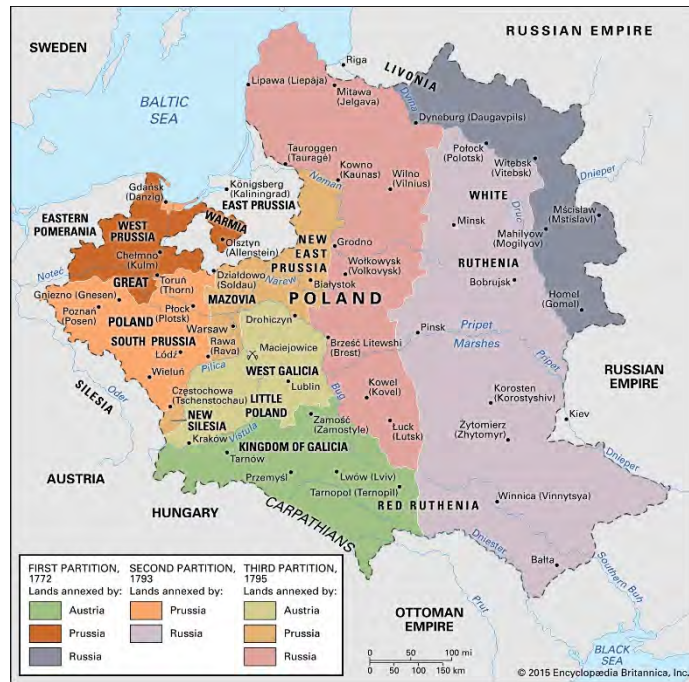 SWEDEN
RUSSIAN EMPIRE
BALTIC
SEA
Riga
LIVONIA
Lipawa (Liepāja)
Mitawa
(Jelgava)
Dvina
Dyneburg (Daugavpils)
Tauroggen
(Tauragė)
Połock
(Polotsk)
Witebsk
(Vitebsk)
Dnieper
Gdańsk
(Danzig)
Königsberg
(Kaliningrad)
EAST PRUSSIA
Kowno
(Kaunas)
Neman
Wilno
(Vilnius)
WHITE
Druć
Mścisław
(Mstislavl)
EASTERN
POMERANIA
WEST
PRUSSIA
WARMIA
Olsztyn
(Allenstein)
Minsk
Mahilyow
(Mogilyov)
Chełmno
(Kulm)
NEW
EAST
PRUSSIA
Grodno
RUTHENIA
Noteć
GREAT
Toruń
(Thorn)
Działdowo
(Soldau)
Narew
Wołkowysk
(Volkovysk)
Bobrujsk
Gniezno (Gnesen)
MAZOVIA
Białystok
Homel
(Gomel)
Poznań
(Posen)
POLAND
Płock
(Plotsk)
POLAND
SOUTH PRUSSIA
Warsaw
Drohiczyn
Pinsk
Pripet
Marshes
Łódź
Rawa
(Rava)
Maciejowice
Brześć Litewski
(Brost)
Pripet
RUSSIAN
EMPIRE
Wieluń
Pilica
WEST GALICIA
Bug
SILESIA
Oder
Lublin
Kowel
(Kovel)
Korosten
(Korostyshiv)
Kiev
Częstochowa
(Tschenstochau)
LITTLE
POLAND
NEW
SILESIA
Vistula
Zamość
(Zamostyle)
Łuck
(Lutsk)
Żytomierz
(Zhytomyr)
Dnieper
Kraków
KINGDOM OF GALICIA
AUSTRIA
Tarnów
Przemyśl
Lwów (Lviv)
Tarnopol (Ternopil)
Winnica (Vinnytsya)
HUNGARY
CARPATHIANS
RED RUTHENIA
Dniester
Bałta
Southern Buh
OTTOMAN
EMPIRE
Prut
BLACK
SEA
FIRST PARTITION,
1772
Lands annexed by:
Austria
Prussia
Russia
SECOND PARTITION,
1793
Lands annexed by:
Prussia
Russia
THIRD PARTITION,
1795
Lands annexed by:
Austria
Prussia
Russia
0 50 100 mi
0 50 100 150 km
© 2015 Encyclopædia Britannica, Inc.